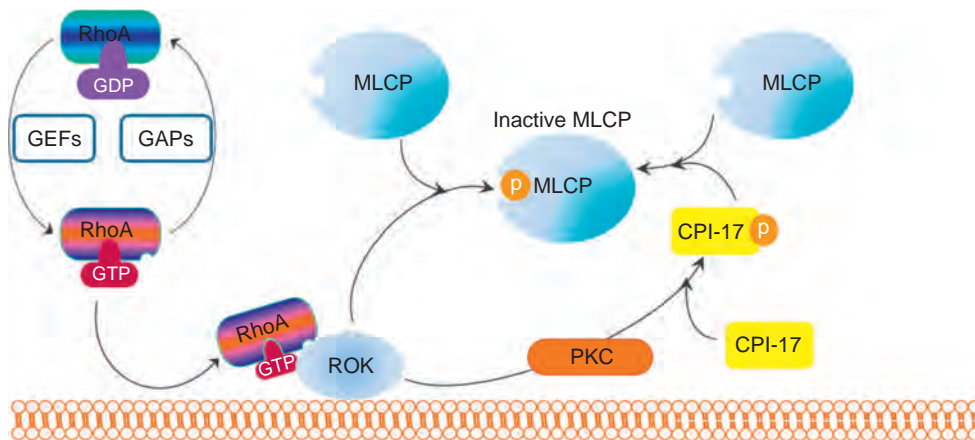 RhoA
GDP
GEFs
GAPs
RhoA
GTP
RhoA
GTP
ROK
MLCP
Inactive MLCP
p
MLCP
MLCP
CPI-17
p
PKC
CPI-17